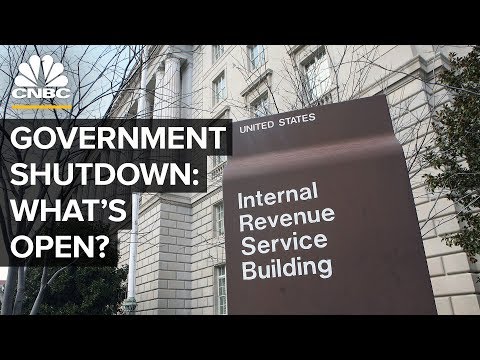 CNBC
GOVERNMENT
SHUTDOWN:
WHAT'S
OPEN?
UNITED STATES
Internal
Revenue
Service
Building